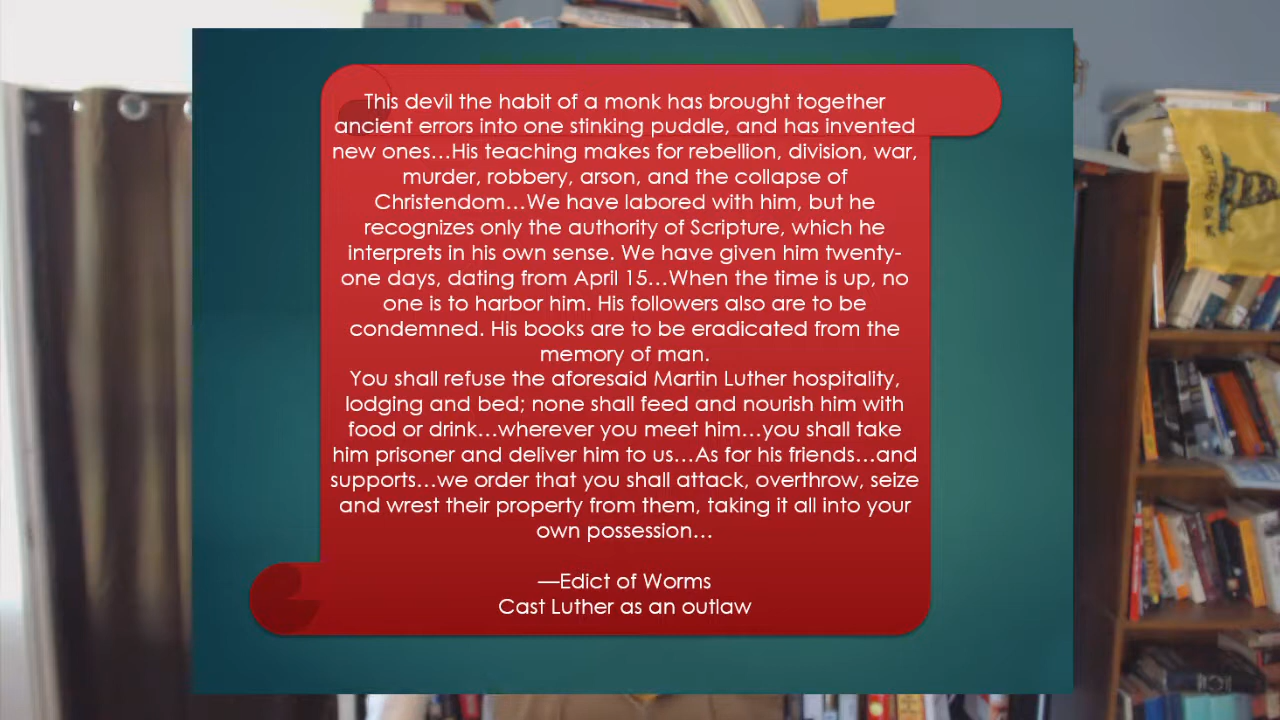 This devil the habit of a monk has brought together
ancient errors into one stinking puddle, and has invented
new ones...His teaching makes for rebellion, division, war,
murder, robbery, arson, and the collapse of
Christendom...We have labored with him, but he
recognizes only the authority of Scripture, which he
interprets in his own sense. We have given him twenty-
one days, dating from April 15...When the time is up, no
one is to harbor him. His followers also are to be
condemned. His books are to be eradicated from the
memory of man.
You shall refuse the aforesaid Martin Luther hospitality,
lodging and bed; none shall feed and nourish him with
food or drink...wherever you meet him...you shall take
him prisoner and deliver him to us...As for his friends...and
supports...we order that you shall attack, overthrow, seize
and wrest their property from them, taking it all into your
own possession...
—Edict of Worms
Cast Luther as an outlaw